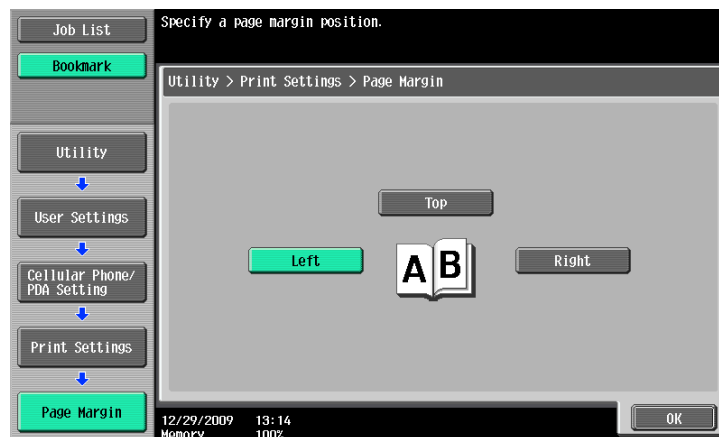 Job List
Bookmark
Specify a page margin position.
Utility > Print Settings > Page Margin
Utility
User Settings
Cellular Phone/
PDA Setting
Print Settings
Page Margin
Top
Left
A B
Right
12/29/2009 13:14
Memory 100%
OK